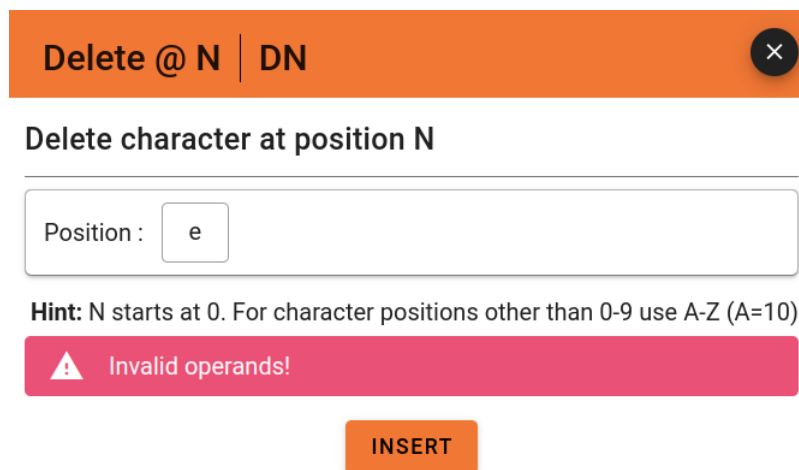 Delete @ N | DN
Delete character at position N
Position : e
Hint: N starts at 0. For character positions other than 0-9 use A-Z (A=10)
Invalid operands!
INSERT